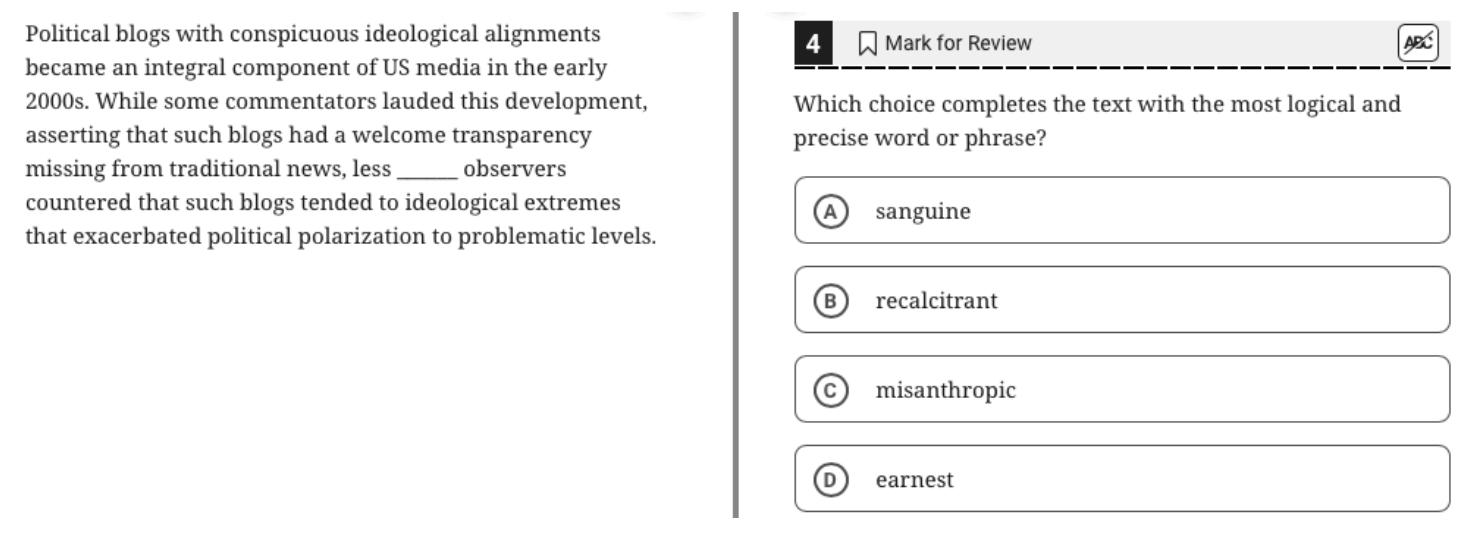 Political blogs with conspicuous ideological alignments
became an integral component of US media in the early
2000s. While some commentators lauded this development,
asserting that such blogs had a welcome transparency
missing from traditional news, less ______ observers
countered that such blogs tended to ideological extremes
that exacerbated political polarization to problematic levels.
4 Mark for Review ABC
Which choice completes the text with the most logical and
precise word or phrase?
A sanguine
B recalcitrant
C misanthropic
D earnest